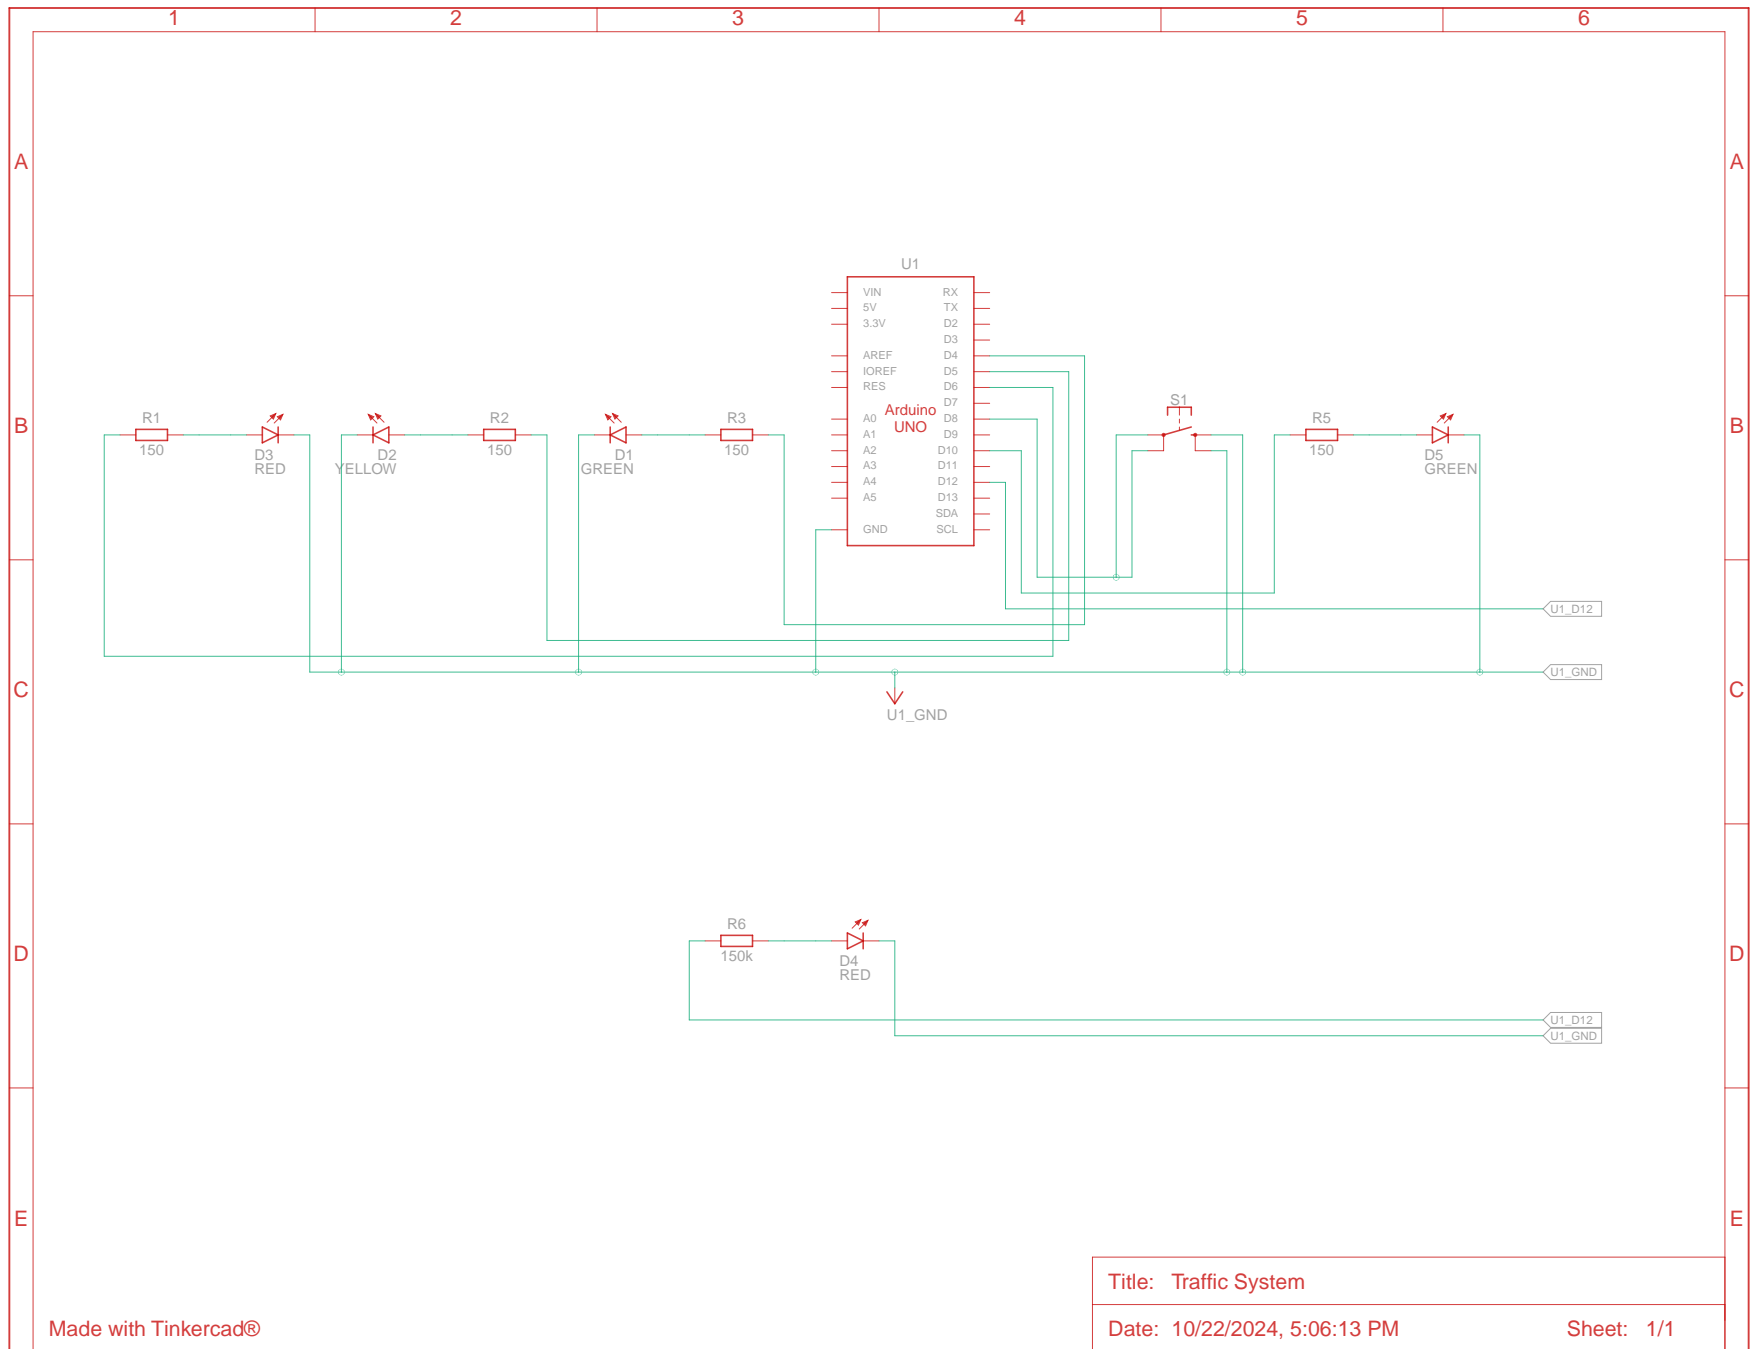 1 2 3 4 5 6
A A
U1
VIN RX
5V TX
3.3V D2
D3
AREF D4
IOREF D5
RES D6
D7
Arduino
UNO
A0 D8
A1 D9
A2 D10
A3 D11
A4 D12
A5 D13
SDA
GND SCL
B B
R1
150
D3
RED
D2
YELLOW
R2
150
D1
GREEN
R3
150
S1
R5
150
D5
GREEN
U1_D12
U1_GND
C C
U1_GND
D D
R6
150k
D4
RED
U1_D12
U1_GND
E E
Title: Traffic System
Made with Tinkercad®
Date: 10/22/2024, 5:06:13 PM Sheet: 1/1